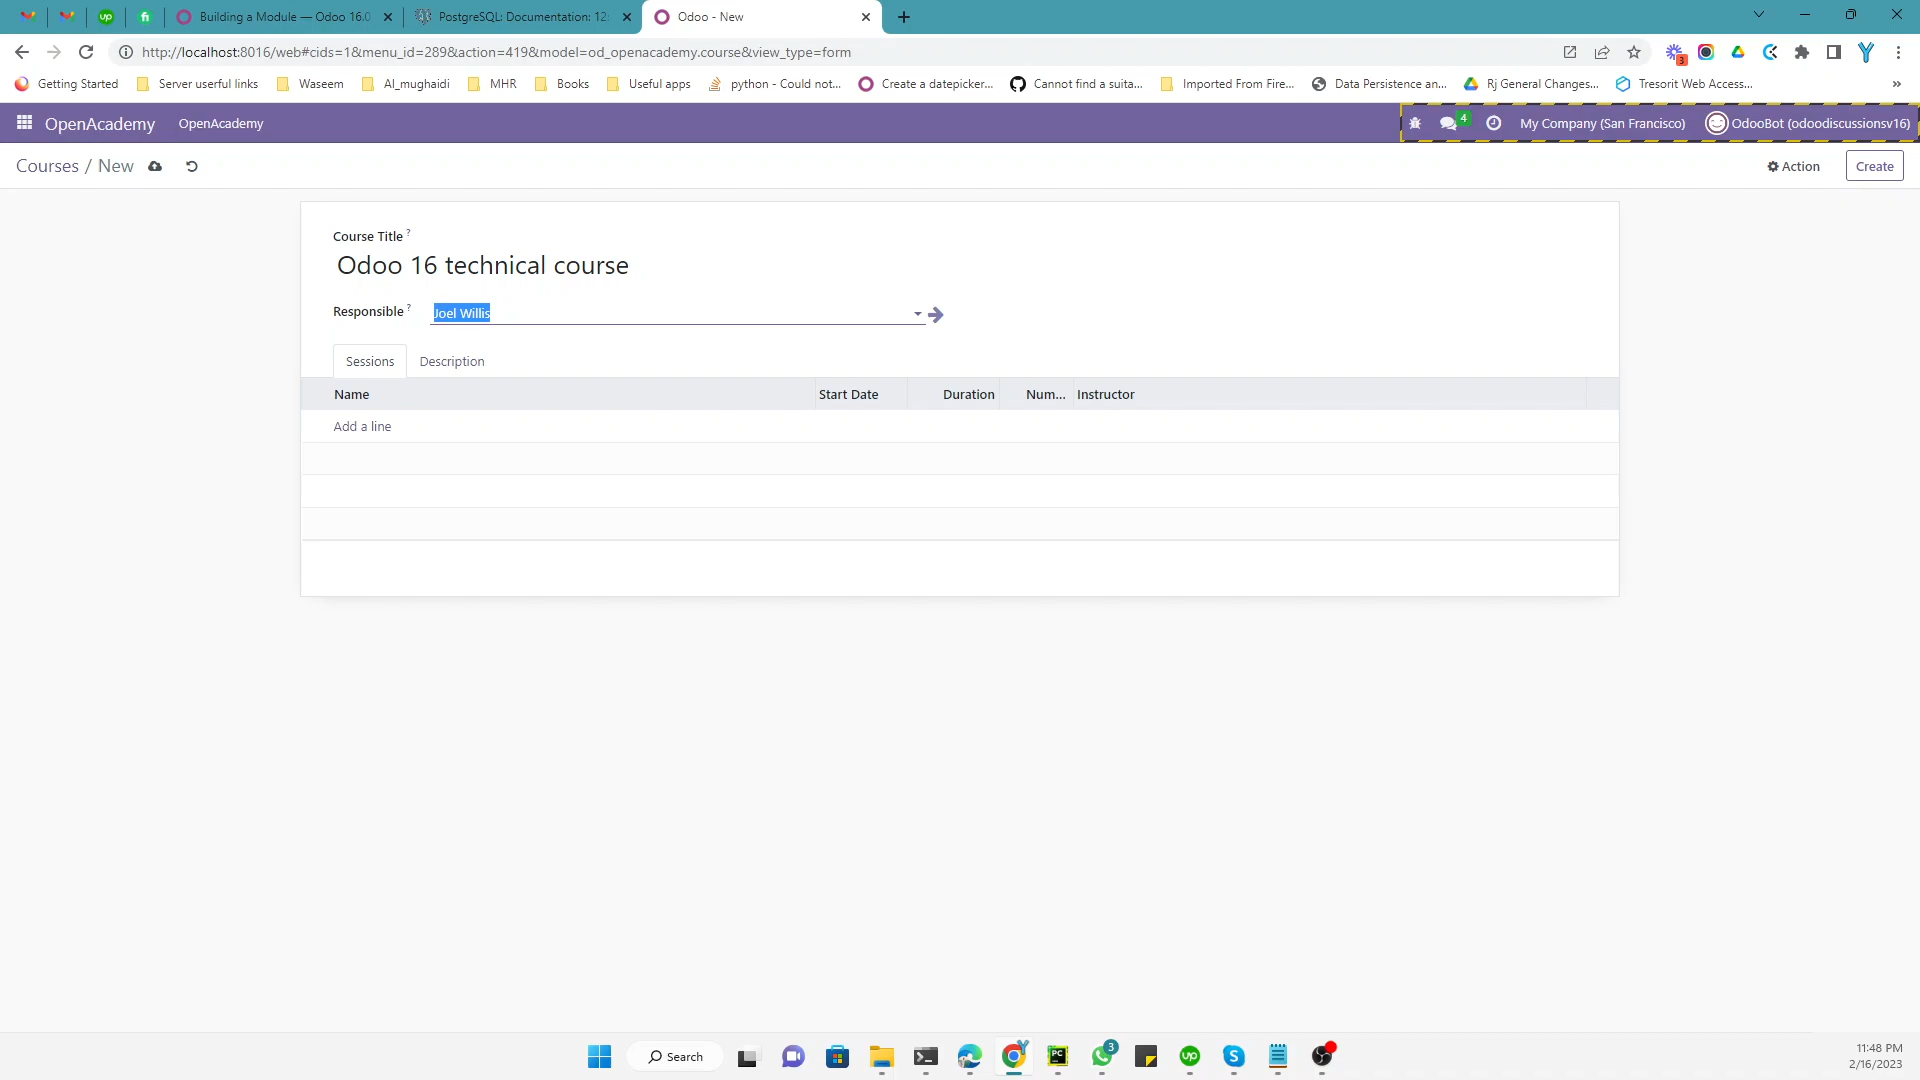 Building a Module — Odoo 16.0
PostgreSQL: Documentation: 12:
Odoo - New
http://localhost:8016/web#cids=1&menu_id=289&action=419&model=od_openacademy.course&view_type=form
3
Getting Started
Server userful links
Waseem
Al_mughaidi
MHR
Books
Useful apps
python - Could not...
Create a datepicker...
Cannot find a suita...
Imported From Fire...
Data Persistence an...
Rj General Changes...
Tresorit Web Access...
»
OpenAcademy
OpenAcademy
4
My Company (San Francisco)
OdooBot (odoodiscussionsv16)
Courses / New
Action
Create
Course Title ?
Odoo 16 technical course
Responsible ?
Joel Willis
Sessions
Description
Name
Start Date
Duration
Num...
Instructor
Add a line
Search
3
11:48 PM
2/16/2023